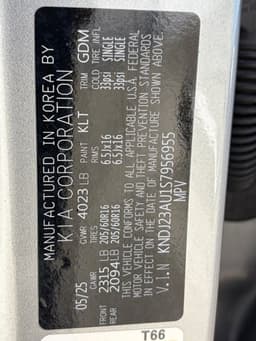 MANUFACTURED IN KOREA BY
KIA CORPORATION
05/25 GVWR 4023 LB PAINT KLT TRIM GDM
GAWR TIRES RIMS COLD TIRE INFL
FRONT 2315 LB 205/60R16 6.5Jx16 33psi SINGLE
REAR 2094 LB 205/60R16 6.5Jx16 33psi SINGLE
THIS VEHICLE CONFORMS TO ALL APPLICABLE U.S.A. FEDERAL
MOTOR VEHICLE SAFETY AND THEFT PREVENTION STANDARDS
IN EFFECT ON THE DATE OF MANUFACTURE SHOWN ABOVE.
V.I.N KNDJ23AU1S7956955
MPV
T66